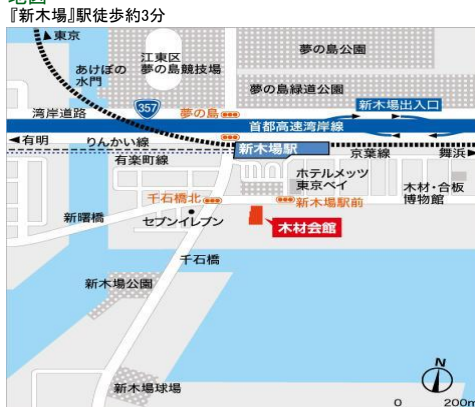 地図
『新木場』駅徒歩約3分
▲東京
あけぼの
水門
江東区
夢の島競技場
夢の島公園
夢の島緑道公園
357
夢の島
新木場出入口
湾岸道路
首都高速湾岸線
◀有明
りんかい線
新木場駅
京葉線
舞浜▶
有楽町線
ホテルメッツ
東京ベイ
木材・合板
博物館
千石橋北
新木場駅前
新曙橋
セブンイレブン
木材会館
千石橋
新木場公園
新木場球場
N
0
200m